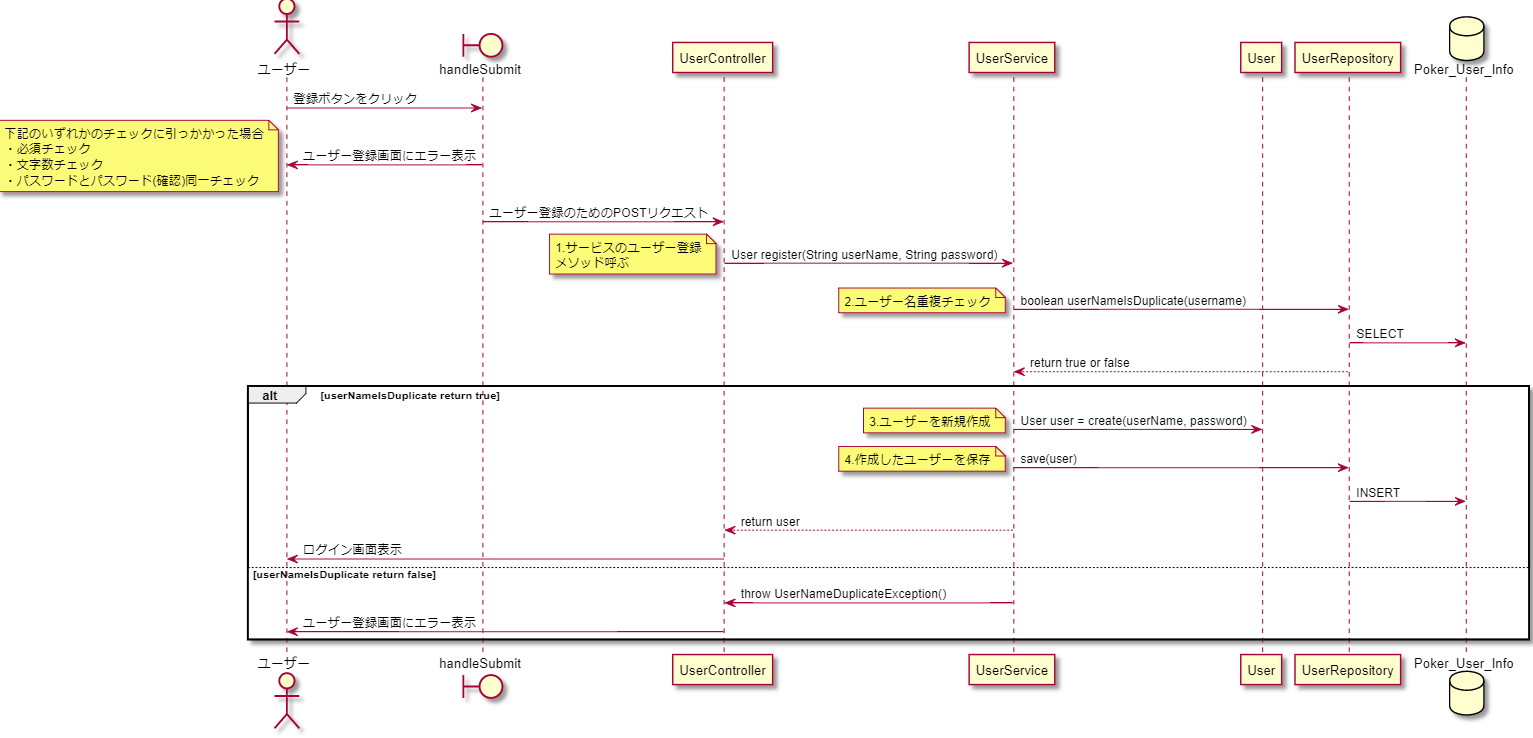 ユーザー
handleSubmit
UserController
UserService
User
UserRepository
Poker_User_Info
登録ボタンをクリック
下記のいずれかのチェックに引っかかった場合
・必須チェック
・文字数チェック
・パスワードとパスワード(確認)同一チェック
ユーザー登録画面にエラー表示
ユーザー登録のためのPOSTリクエスト
1.サービスのユーザー登録
メソッド呼ぶ
User register(String userName, String password)
2.ユーザー名重複チェック
boolean userNameIsDuplicate(username)
SELECT
return true or false
alt
[userNameIsDuplicate return true]
3.ユーザーを新規作成
User user = create(userName, password)
4.作成したユーザーを保存
save(user)
INSERT
return user
ログイン画面表示
[userNameIsDuplicate return false]
throw UserNameDuplicateException()
ユーザー登録画面にエラー表示
ユーザー
handleSubmit
UserController
UserService
User
UserRepository
Poker_User_Info